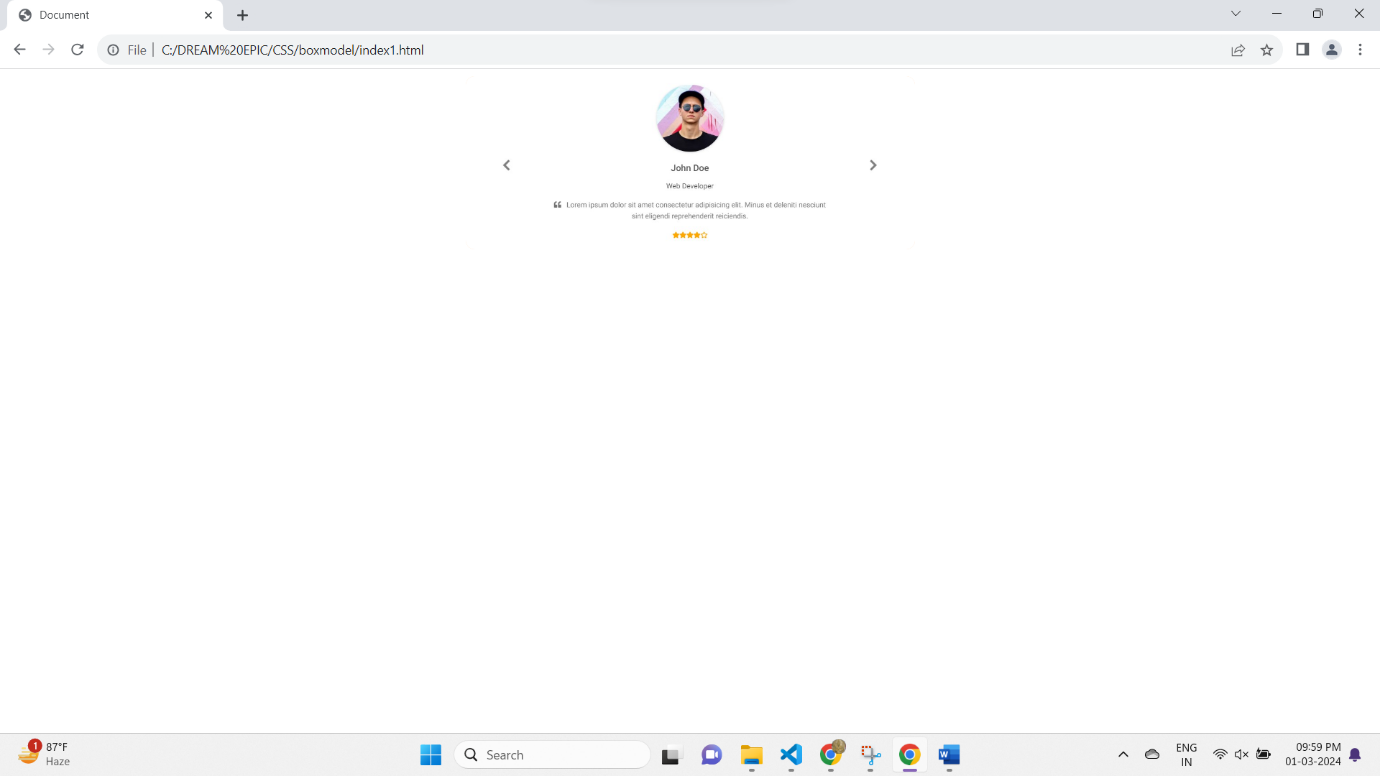 Document
File
C:/DREAM%20EPIC/CSS/boxmodel/index1.html
John Doe
Web Developer
Lorem ipsum dolor sit amet consectetur adipisicing elit. Minus et deleniti nesciunt
sint eligendi reprehenderit reiciendis.
1
87°F
Haze
Search
ENG
IN
09:59 PM
01-03-2024